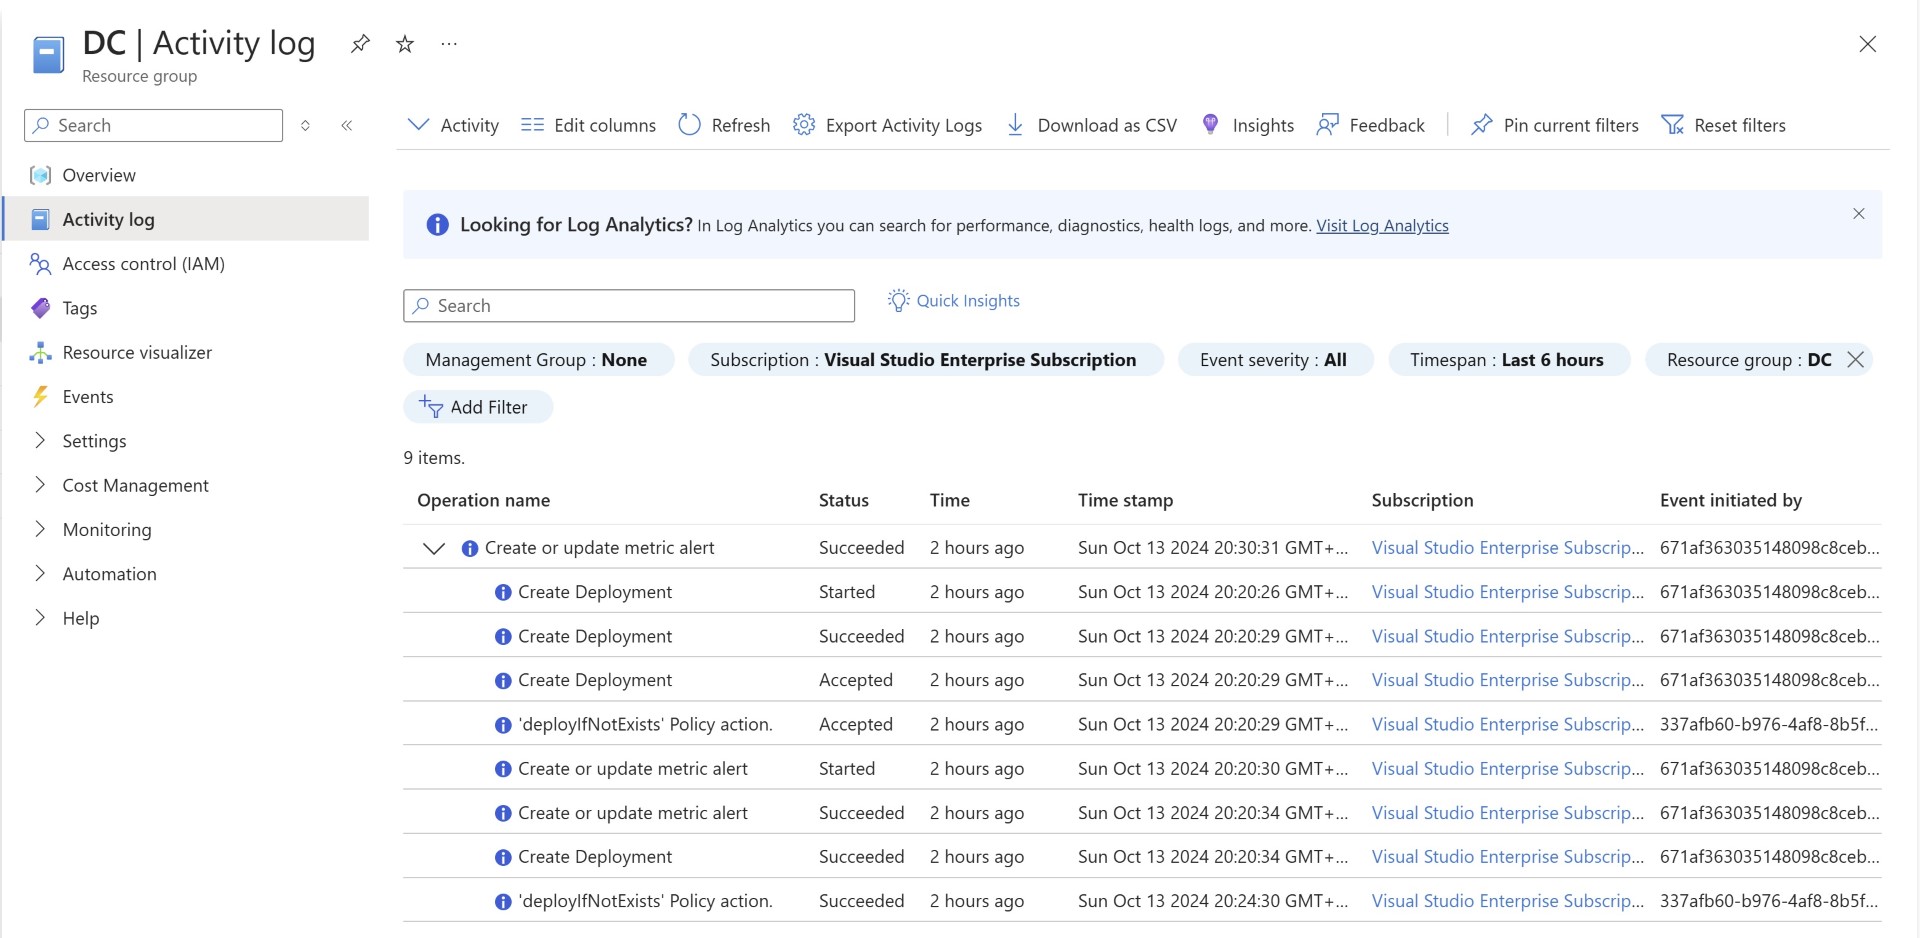 DC | Activity log
Resource group
Search
Overview
Activity log
Access control (IAM)
Tags
Resource visualizer
Events
Settings
Cost Management
Monitoring
Automation
Help
Activity Edit columns Refresh Export Activity Logs Download as CSV Insights Feedback Pin current filters Reset filters
Looking for Log Analytics? In Log Analytics you can search for performance, diagnostics, health logs, and more. Visit Log Analytics
Search Quick Insights
Management Group : None Subscription : Visual Studio Enterprise Subscription Event severity : All Timespan : Last 6 hours Resource group : DC
Add Filter
9 items.
Operation name Status Time Time stamp Subscription Event initiated by
Create or update metric alert Succeeded 2 hours ago Sun Oct 13 2024 20:30:31 GMT+... Visual Studio Enterprise Subscrip... 671af363035148098c8ceb...
Create Deployment Started 2 hours ago Sun Oct 13 2024 20:20:26 GMT+... Visual Studio Enterprise Subscrip... 671af363035148098c8ceb...
Create Deployment Succeeded 2 hours ago Sun Oct 13 2024 20:20:29 GMT+... Visual Studio Enterprise Subscrip... 671af363035148098c8ceb...
Create Deployment Accepted 2 hours ago Sun Oct 13 2024 20:20:29 GMT+... Visual Studio Enterprise Subscrip... 671af363035148098c8ceb...
'deployIfNotExists' Policy action. Accepted 2 hours ago Sun Oct 13 2024 20:20:29 GMT+... Visual Studio Enterprise Subscrip... 337afb60-b976-4af8-8b5f...
Create or update metric alert Started 2 hours ago Sun Oct 13 2024 20:20:30 GMT+... Visual Studio Enterprise Subscrip... 671af363035148098c8ceb...
Create or update metric alert Succeeded 2 hours ago Sun Oct 13 2024 20:20:34 GMT+... Visual Studio Enterprise Subscrip... 671af363035148098c8ceb...
Create Deployment Succeeded 2 hours ago Sun Oct 13 2024 20:20:34 GMT+... Visual Studio Enterprise Subscrip... 671af363035148098c8ceb...
'deployIfNotExists' Policy action. Succeeded 2 hours ago Sun Oct 13 2024 20:24:30 GMT+... Visual Studio Enterprise Subscrip... 337afb60-b976-4af8-8b5f...